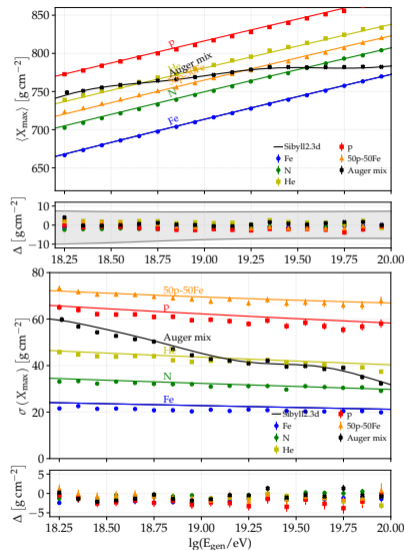 ⟨X_max⟩ [g cm⁻²]
850
800
750
700
650
p
He
Auger mix
N
Fe
Sibyll2.3d
Fe
N
He
p
50p-50Fe
Auger mix
Δ [g cm⁻²]
10
0
−10
18.25 18.50 18.75 19.00 19.25 19.50 19.75 20.00
σ(X_max) [g cm⁻²]
80
60
40
20
0
50p-50Fe
p
Auger mix
He
N
Fe
Sibyll2.3d
Fe
N
He
p
50p-50Fe
Auger mix
Δ [g cm⁻²]
5
0
−5
18.25 18.50 18.75 19.00 19.25 19.50 19.75 20.00
lg(E_gen/eV)